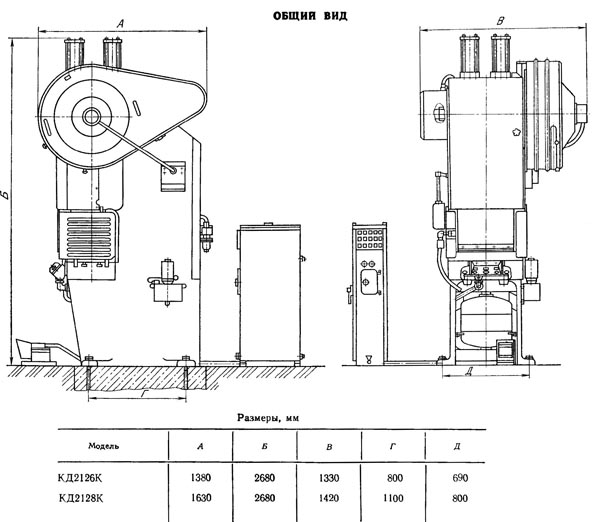 ОБЩИЙ ВИД
А
В
Б
Г
Д
Размеры, мм
Модель А Б В Г Д
КД2126К 1380 2680 1330 800 690
КД2128К 1630 2680 1420 1100 800